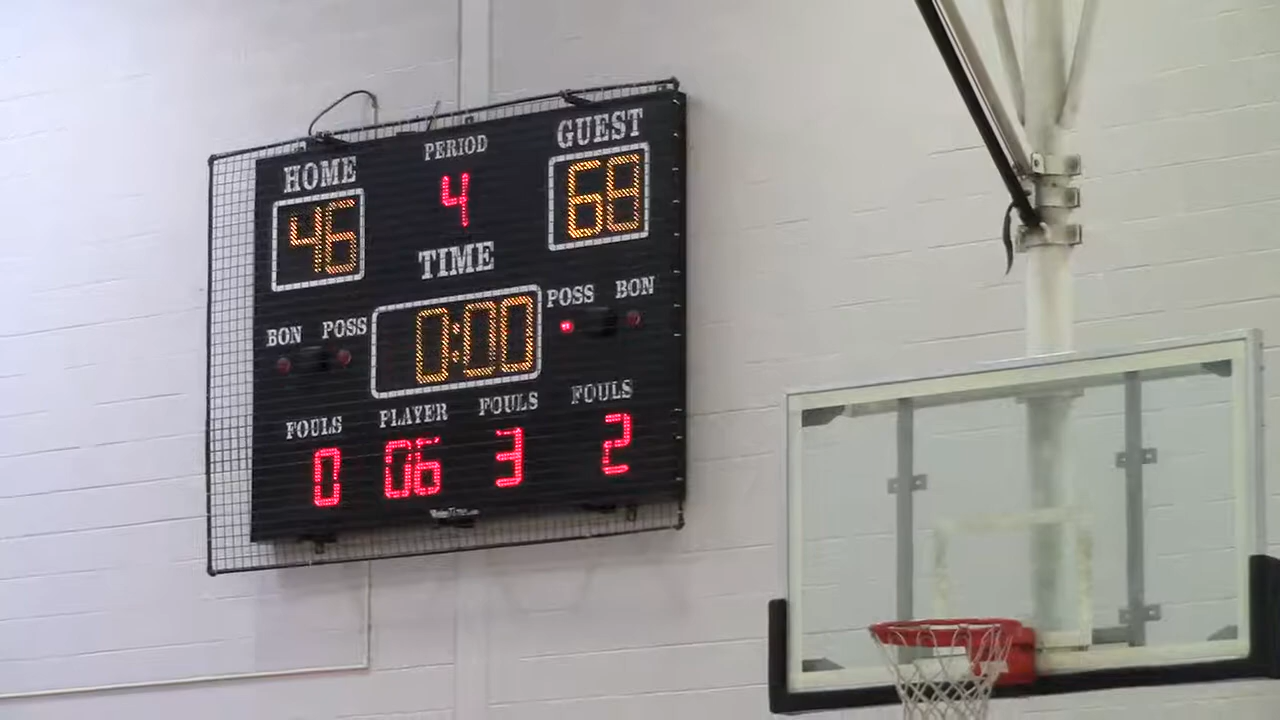 HOME PERIOD GUEST
46 4 68
TIME
BON POSS 0:00 POSS BON
FOULS PLAYER FOULS FOULS
0 06 3 2